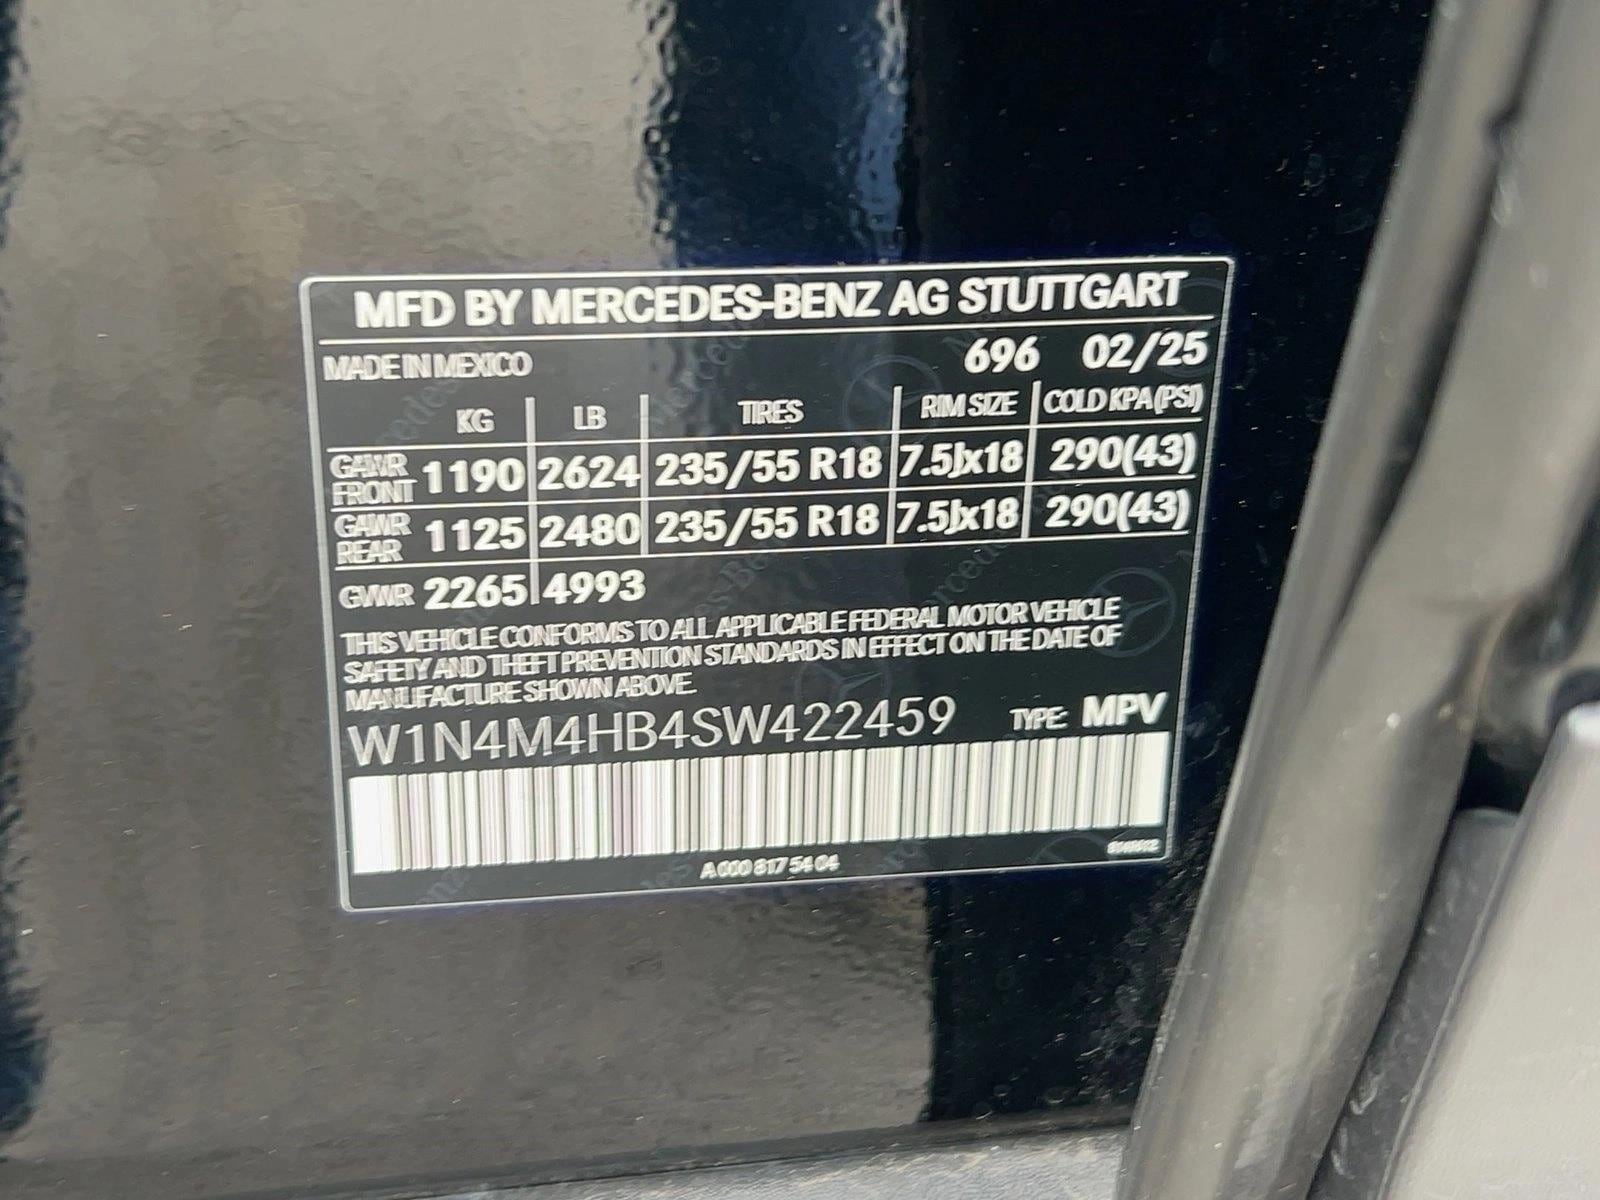 MFD BY MERCEDES-BENZ AG STUTTGART
MADE IN MEXICO 696 02/25
KG LB TIRES RIM SIZE COLD KPA(PSI)
GAWR FRONT 1190 2624 235/55 R18 7.5Jx18 290(43)
GAWR REAR 1125 2480 235/55 R18 7.5Jx18 290(43)
GVWR 2265 4993
THIS VEHICLE CONFORMS TO ALL APPLICABLE FEDERAL MOTOR VEHICLE
SAFETY AND THEFT PREVENTION STANDARDS IN EFFECT ON THE DATE OF
MANUFACTURE SHOWN ABOVE.
W1N4M4HB4SW422459 TYPE: MPV
A 000 817 54 04